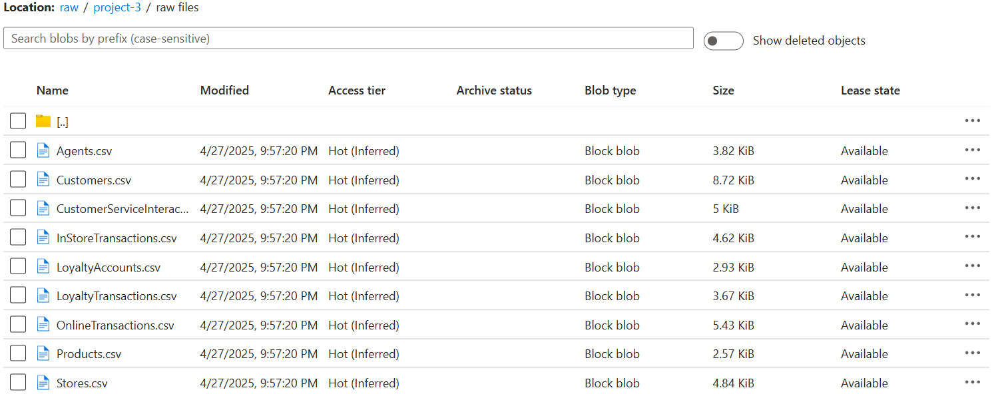 Location: raw / project-3 / raw files
Search blobs by prefix (case-sensitive) Show deleted objects
Name Modified Access tier Archive status Blob type Size Lease state
[..]
Agents.csv 4/27/2025, 9:57:20 PM Hot (Inferred) Block blob 3.82 KiB Available
Customers.csv 4/27/2025, 9:57:20 PM Hot (Inferred) Block blob 8.72 KiB Available
CustomerServiceInterac... 4/27/2025, 9:57:20 PM Hot (Inferred) Block blob 5 KiB Available
InStoreTransactions.csv 4/27/2025, 9:57:20 PM Hot (Inferred) Block blob 4.62 KiB Available
LoyaltyAccounts.csv 4/27/2025, 9:57:20 PM Hot (Inferred) Block blob 2.93 KiB Available
LoyaltyTransactions.csv 4/27/2025, 9:57:20 PM Hot (Inferred) Block blob 3.67 KiB Available
OnlineTransactions.csv 4/27/2025, 9:57:20 PM Hot (Inferred) Block blob 5.43 KiB Available
Products.csv 4/27/2025, 9:57:20 PM Hot (Inferred) Block blob 2.57 KiB Available
Stores.csv 4/27/2025, 9:57:20 PM Hot (Inferred) Block blob 4.84 KiB Available